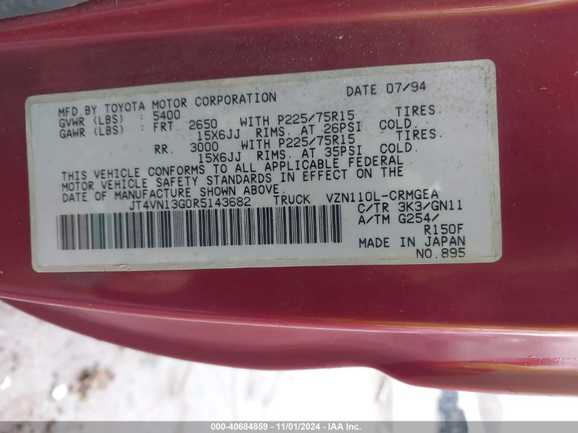 MFD.BY TOYOTA MOTOR CORPORATION DATE 07/94
GVWR (LBS) : 5400
GAWR (LBS) : FRT. 2650 WITH P225/75R15 TIRES.
15X6JJ RIMS. AT 26PSI COLD.
RR. 3000 WITH P225/75R15 TIRES.
15X6JJ RIMS. AT 35PSI COLD.
THIS VEHICLE CONFORMS TO ALL APPLICABLE FEDERAL
MOTOR VEHICLE SAFETY STANDARDS IN EFFECT ON THE
DATE OF MANUFACTURE SHOWN ABOVE.
JT4VN13G0R5143682 TRUCK VZN110L-CRMGEA
C/TR 3K3/GN11
A/TM G254/
R150F
MADE IN JAPAN
NO.895
000-40684859 - 11/01/2024 - IAA Inc.